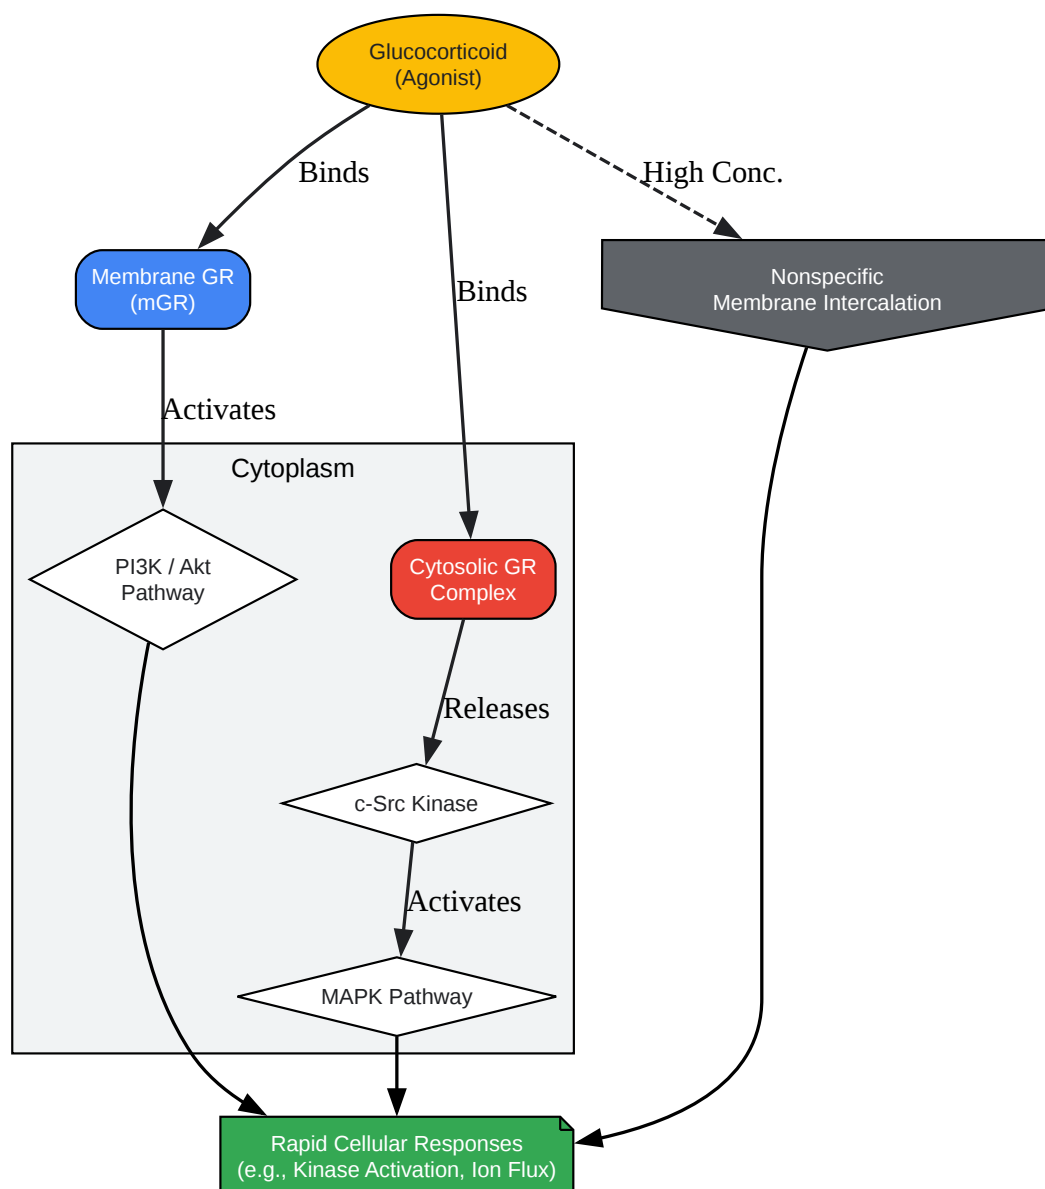 Glucocorticoid
(Agonist)
Binds
High Conc.
Membrane GR
(mGR)
Binds
Nonspecific
Membrane Intercalation
Activates
Cytoplasm
PI3K / Akt
Pathway
Cytosolic GR
Complex
Releases
c-Src Kinase
Activates
MAPK Pathway
Rapid Cellular Responses
(e.g., Kinase Activation, Ion Flux)